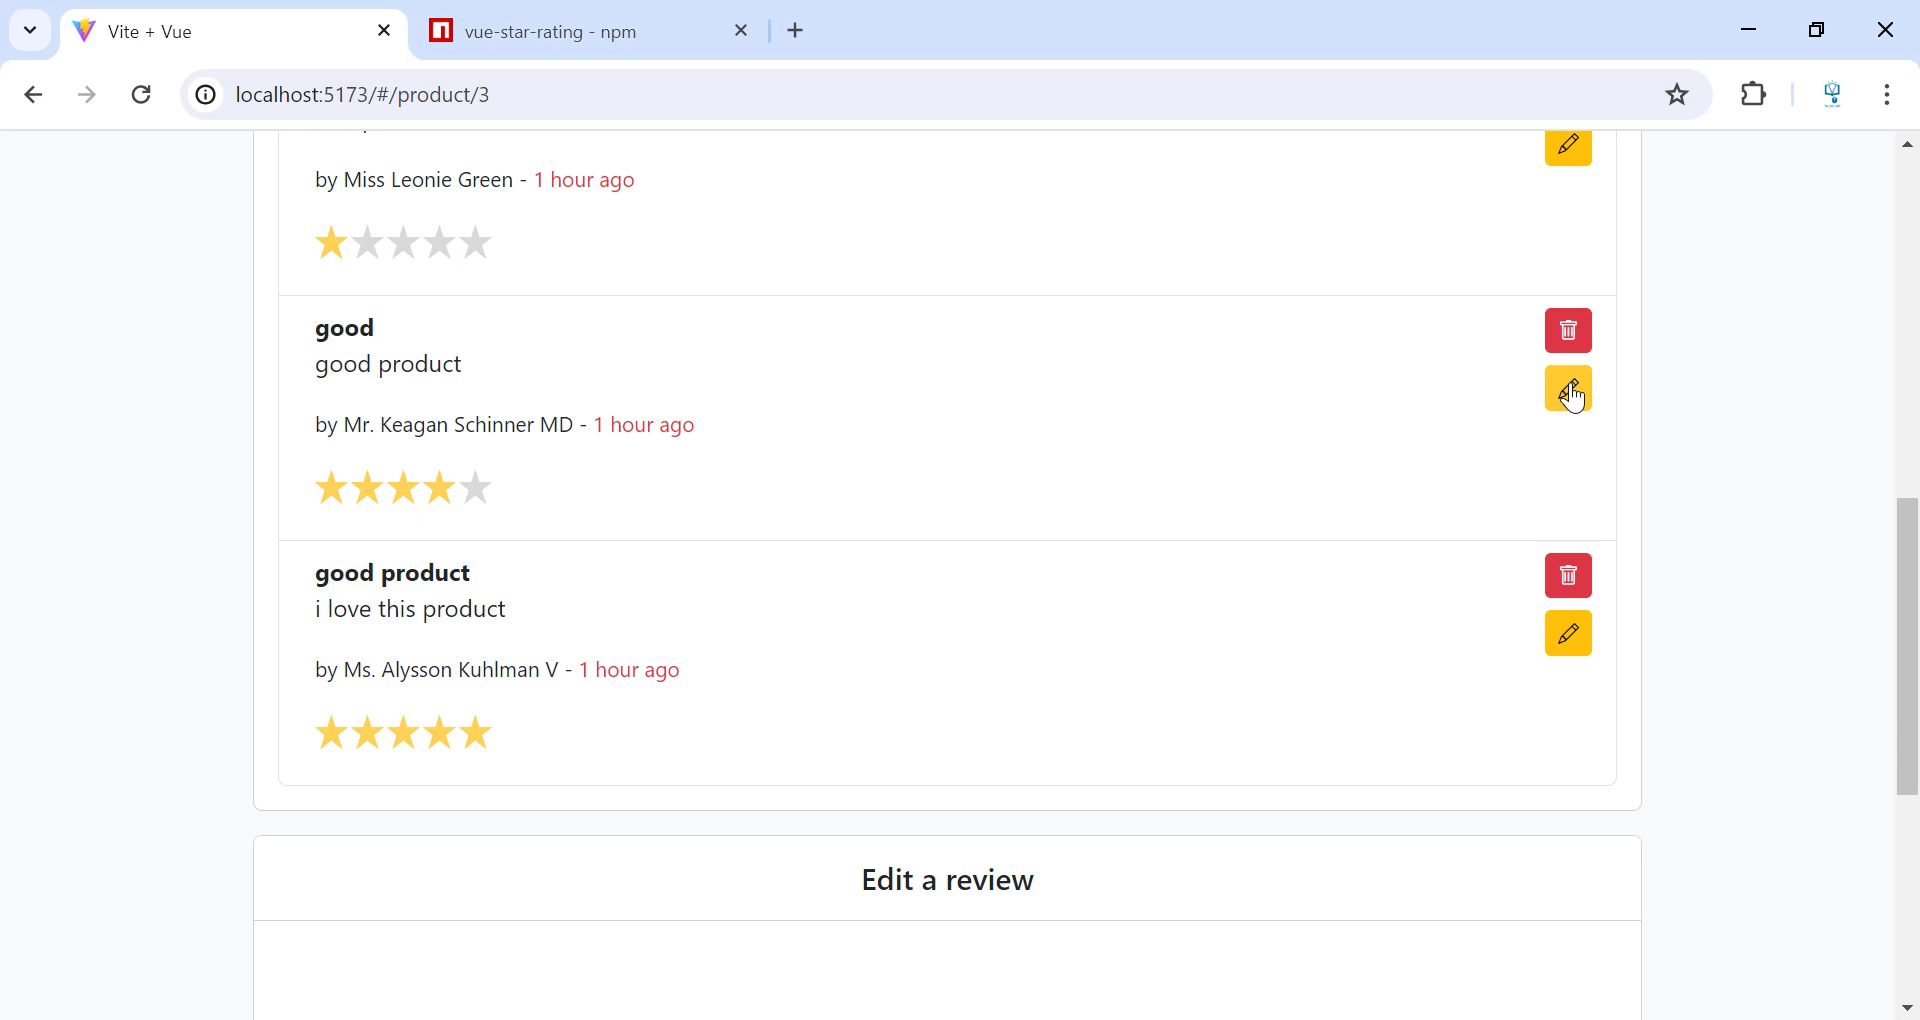 Vite + Vue
vue-star-rating - npm
localhost:5173/#/product/3
by Miss Leonie Green - 1 hour ago
good
good product
by Mr. Keagan Schinner MD - 1 hour ago
good product
i love this product
by Ms. Alysson Kuhlman V - 1 hour ago
Edit a review